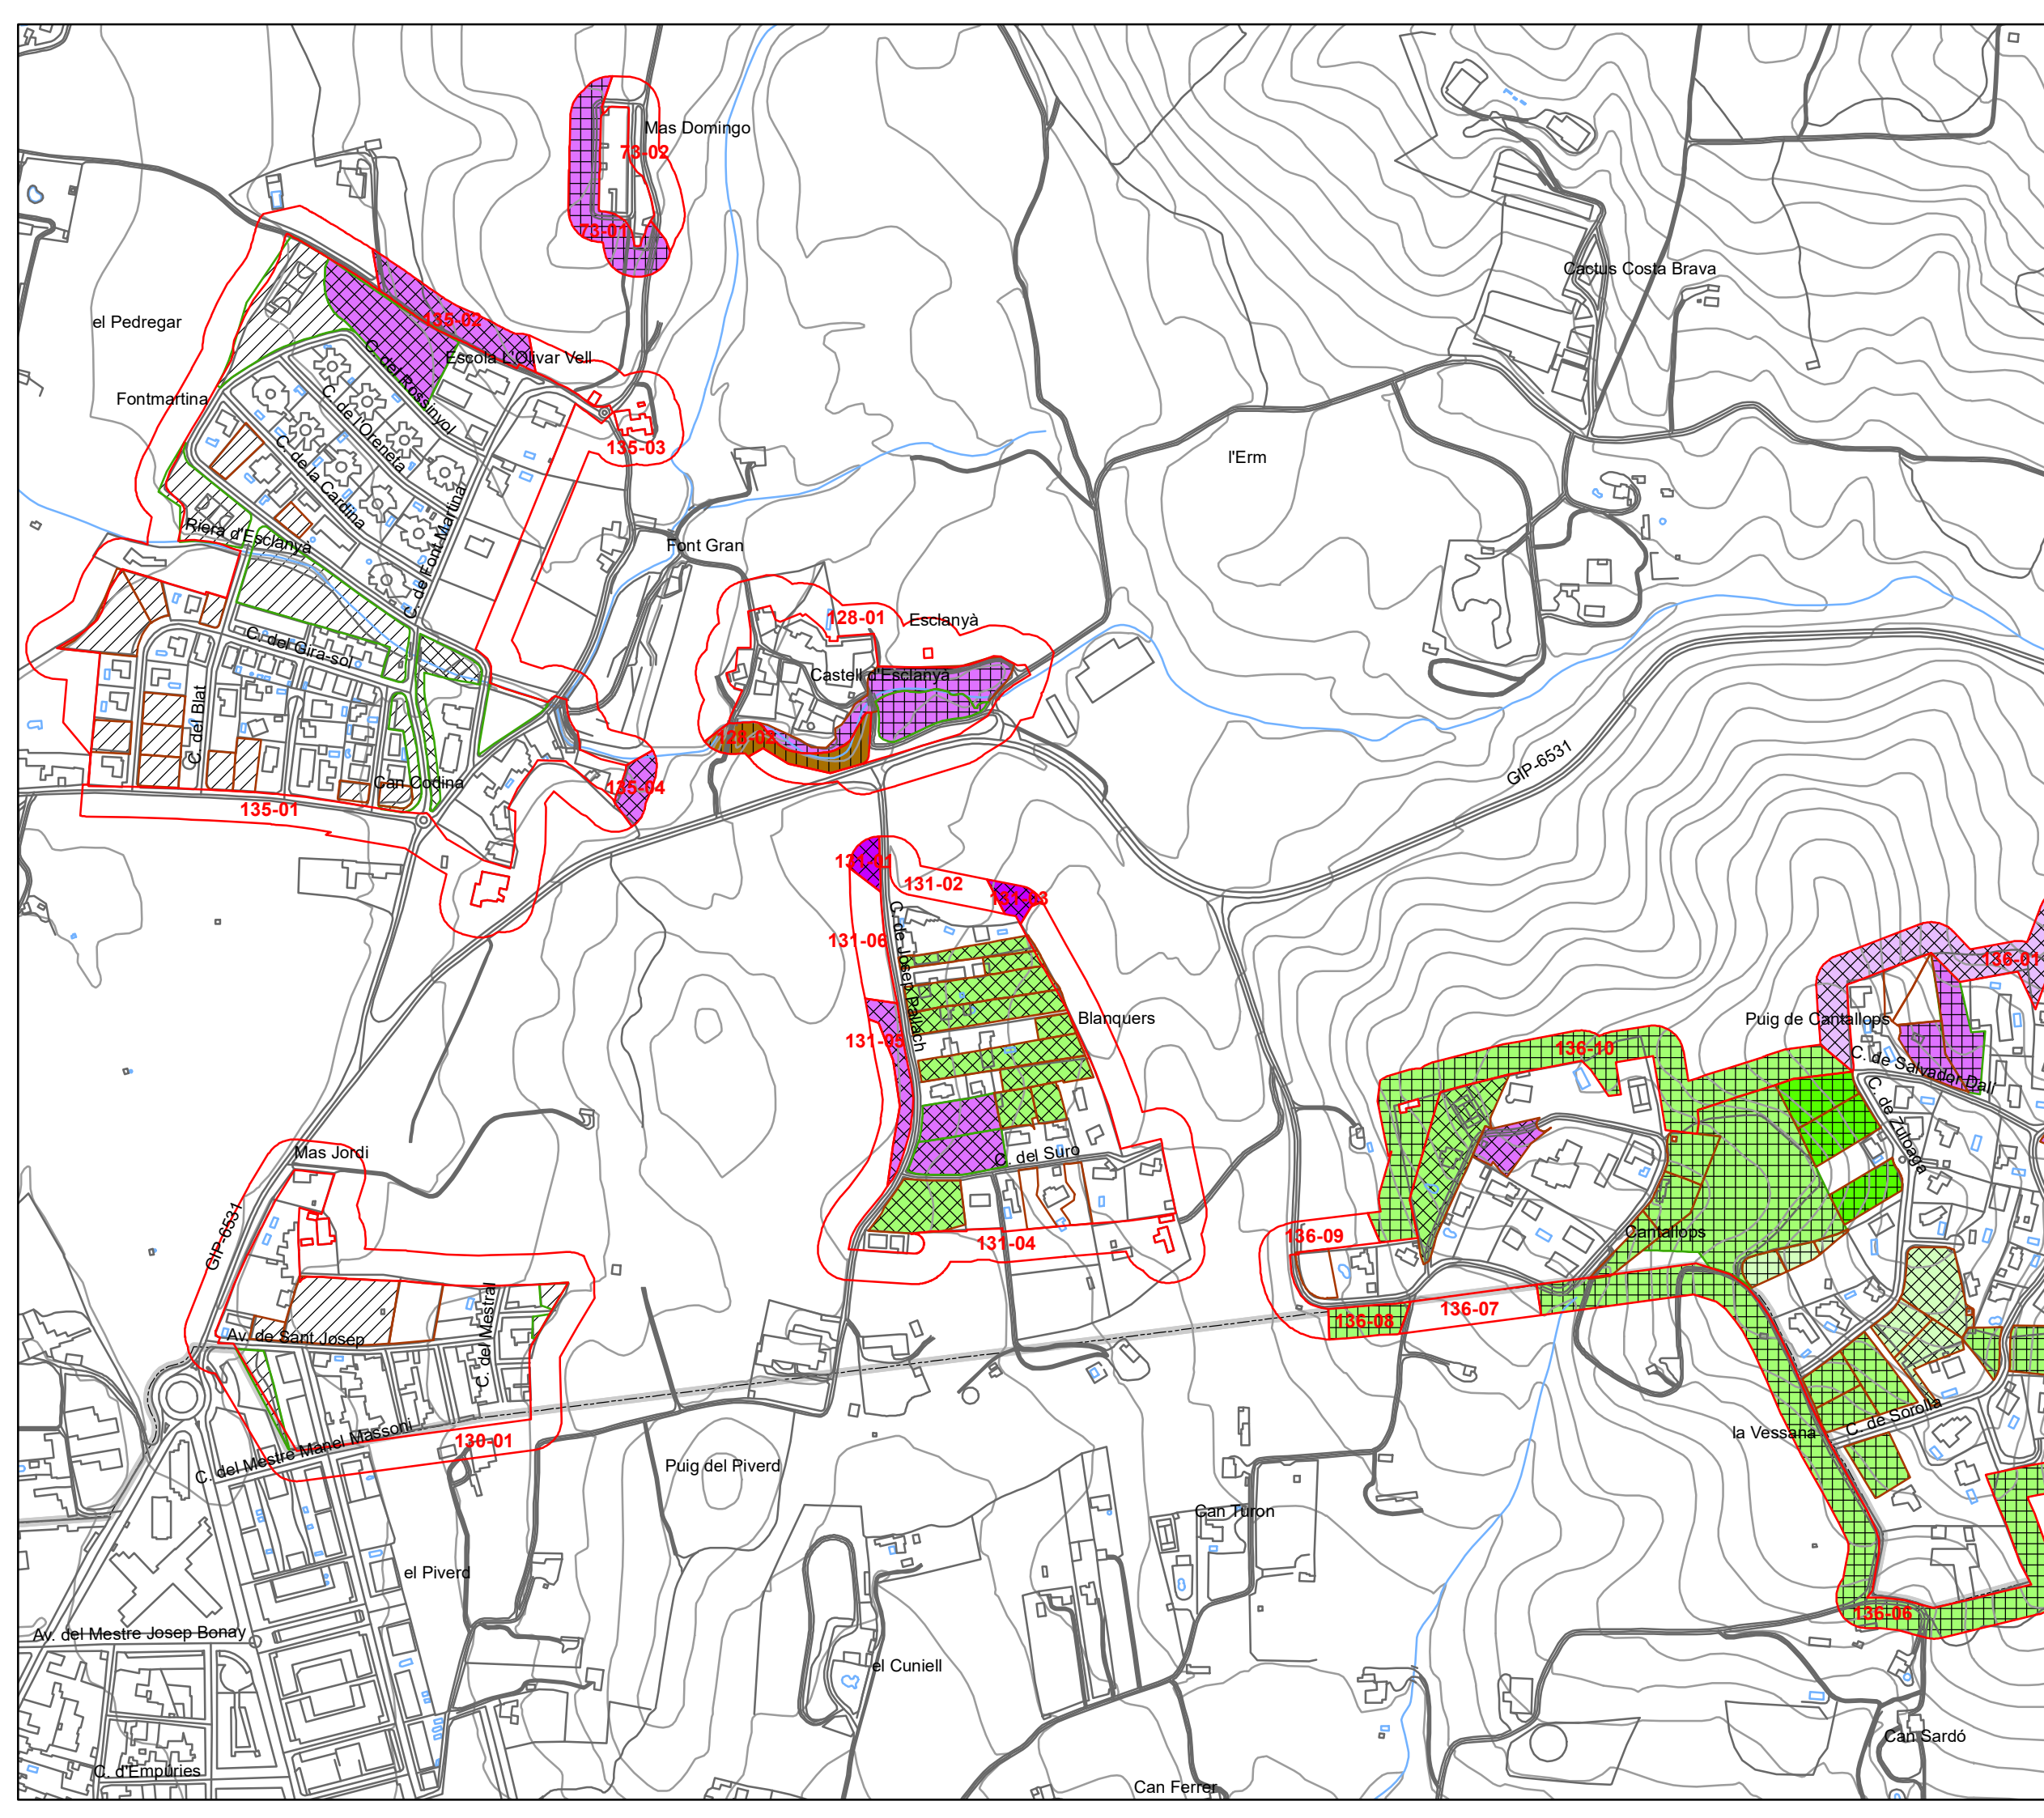 Mas Domingo
73-02
73-01
Cactus Costa Brava
el Pedregar
135-02
Escola L'Olivar Vell
C. del Rossinyol
Fontmartina
C. de l'Oreneta
C. de la Cardina
135-03
l'Erm
Riera d'Esclanyà
C. de Font Martina
Font Gran
128-01
Esclanyà
C. del Gira-sol
Castell d'Esclanyà
C. del Blat
128-02
GIP-6531
Can Codina
135-04
135-01
131-01
131-02
131-03
C. de Josep Pallach
131-06
136-01
Blanquers
Puig de Cantallops
131-05
136-10
C. de Salvador Dalí
C. de Zuloaga
Mas Jordi
C. del Suro
GIP-6531
131-04
136-09
Cantallops
136-07
136-08
Av. de Sant Josep
C. del Mestral
C. de Sorolla
la Vessana
130-01
C. del Mestre Manel Massoni
Puig del Piverd
Can Turon
el Piverd
136-06
Av. del Mestre Josep Bonay
el Cuniell
Can Sardó
C. d'Empúries
Can Ferrer